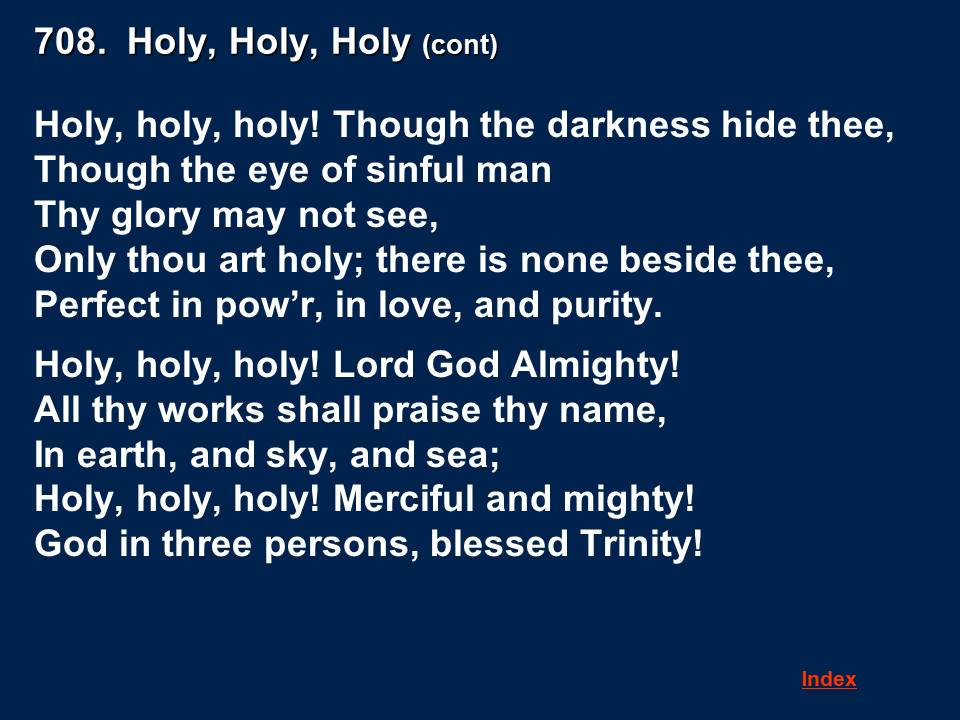 708.  Holy, Holy, Holy (cont)
Holy, holy, holy! Though the darkness hide thee,
Though the eye of sinful man
Thy glory may not see,
Only thou art holy; there is none beside thee,
Perfect in pow’r, in love, and purity.
Holy, holy, holy! Lord God Almighty!
All thy works shall praise thy name,
In earth, and sky, and sea;
Holy, holy, holy! Merciful and mighty!
God in three persons, blessed Trinity!
Index